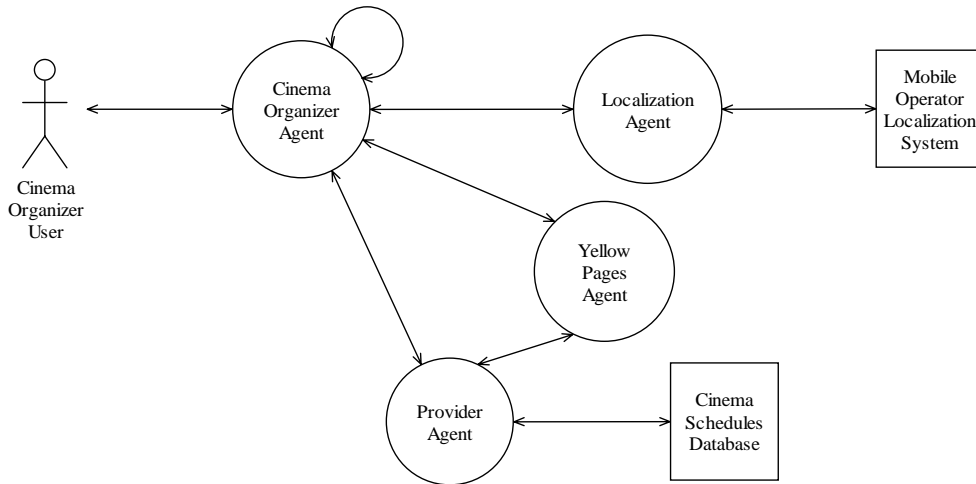 Cinema
Organizer
Agent
Localization
Agent
Mobile
Operator
Localization
System
Cinema
Organizer
User
Yellow
Pages
Agent
Provider
Agent
Cinema
Schedules
Database